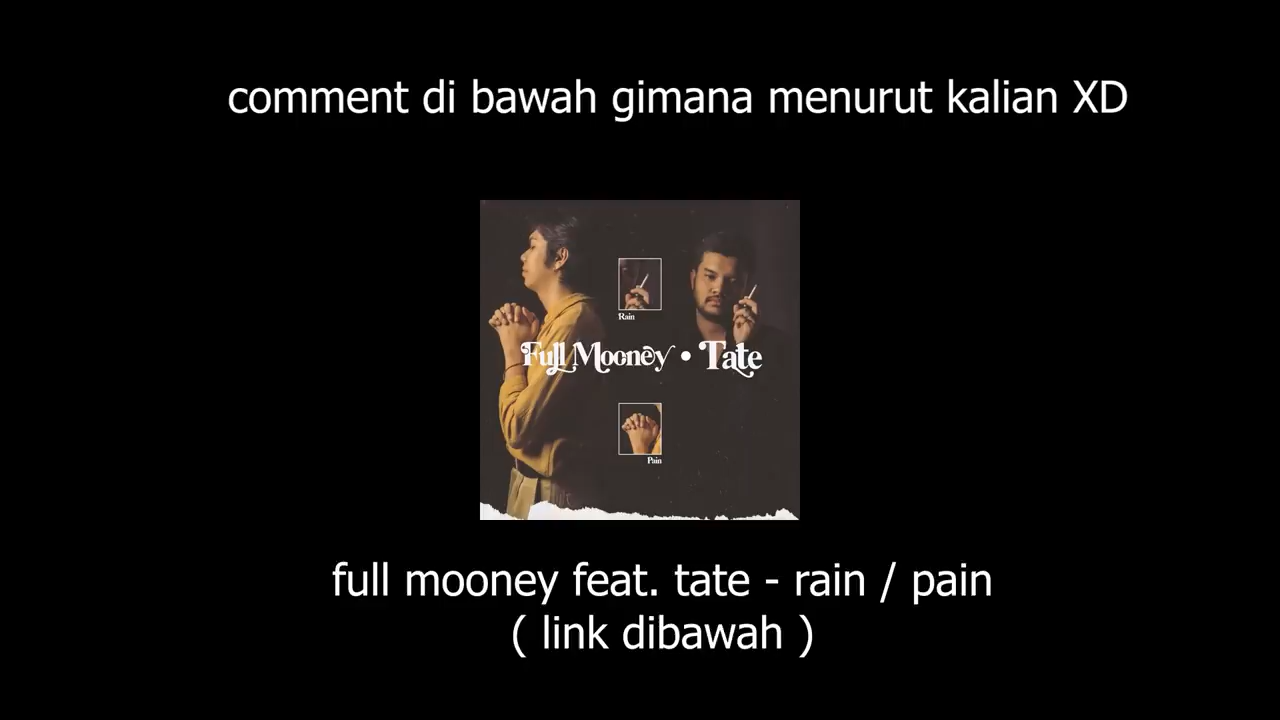 comment di bawah gimana menurut kalian XD
Rain
Full Mooney • Tate
Pain
full mooney feat. tate - rain / pain
( link dibawah )